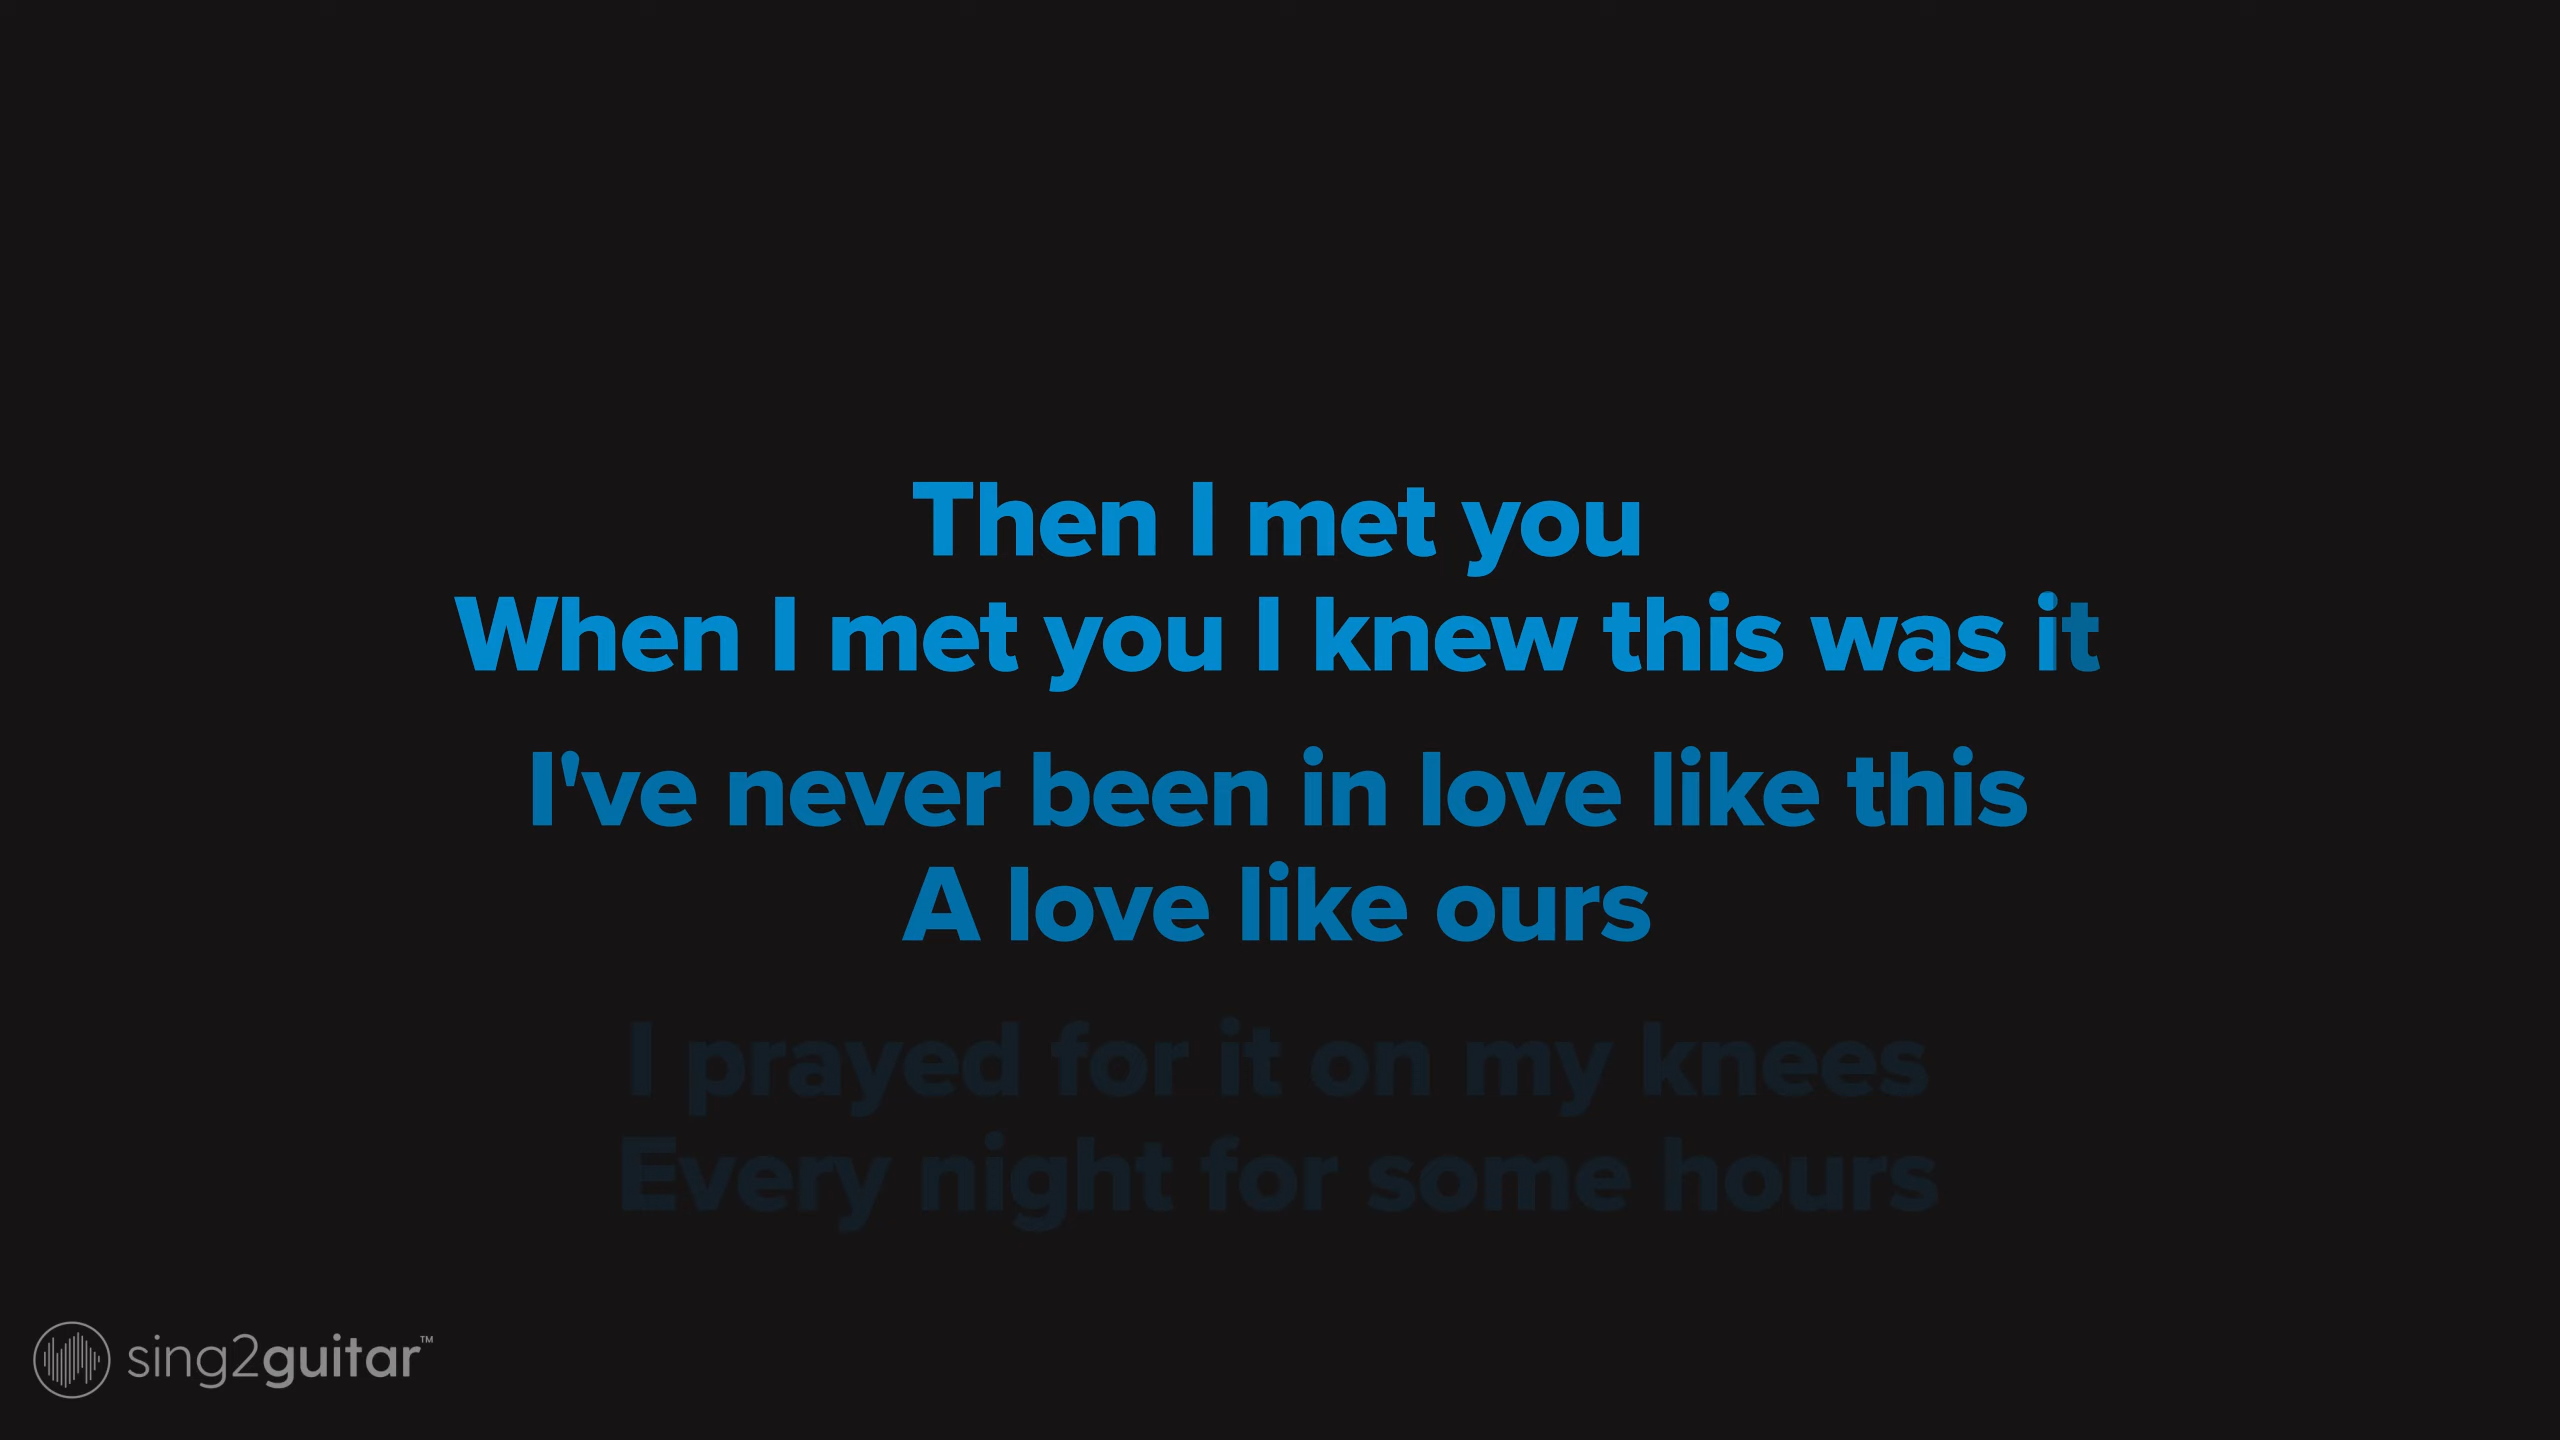 Then I met you
When I met you I knew this was it
I've never been in love like this
A love like ours
I prayed for it on my knees
Every night for some hours
sing2guitar™